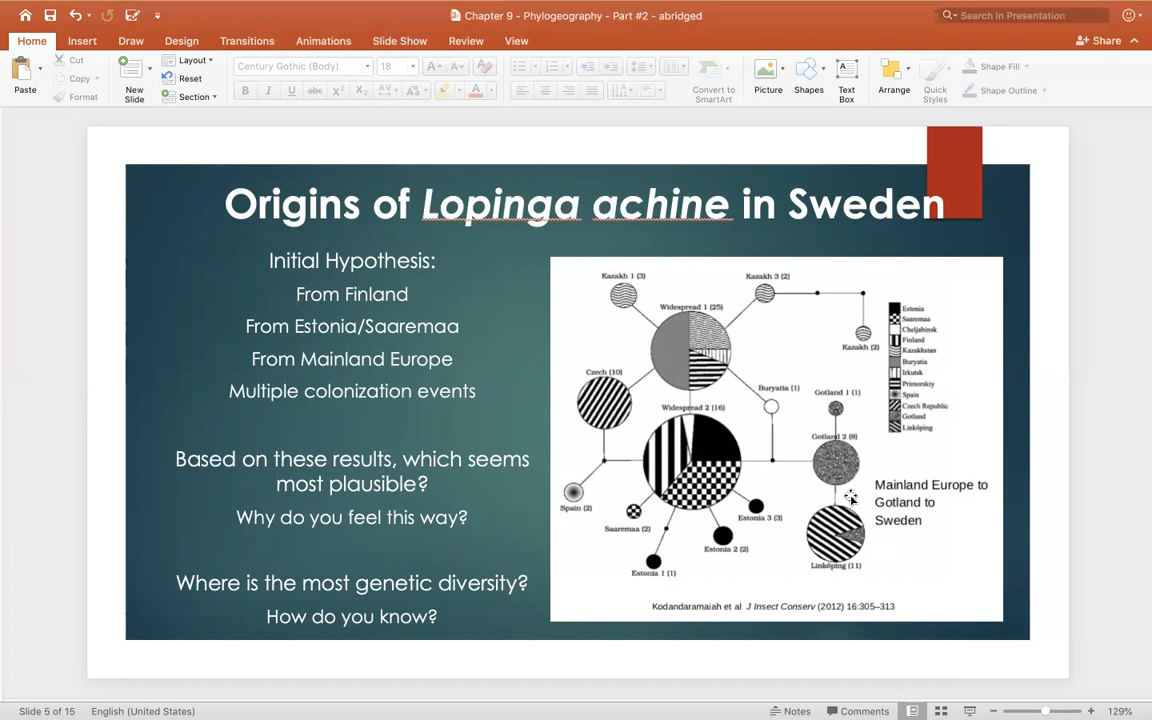 Chapter 9 - Phylogeography - Part #2 - abridged
Search in Presentation
Home Insert Draw Design Transitions Animations Slide Show Review View
Share
Paste
Cut
Copy
Format
New Slide
Layout
Reset
Section
Century Gothic (Body) 18
Convert to SmartArt
Picture
Shapes
Text Box
Arrange
Quick Styles
Shape Fill
Shape Outline
Origins of Lopinga achine in Sweden
Initial Hypothesis:
From Finland
From Estonia/Saaremaa
From Mainland Europe
Multiple colonization events
Based on these results, which seems
most plausible?
Why do you feel this way?
Where is the most genetic diversity?
How do you know?
Kazakh 1 (3)
Kazakh 3 (2)
Widespread 1 (25)
Kazakh (2)
Czech (10)
Buryatia (1)
Gotland 1 (1)
Widespread 2 (16)
Gotland 2 (8)
Spain (2)
Saaremaa (2)
Estonia 3 (3)
Estonia 2 (2)
Estonia 1 (1)
Linköping (11)
Estonia
Saaremaa
Cheljabinsk
Finland
Kazakhstan
Buryatia
Irkutsk
Primorskiy
Spain
Czech Republic
Gotland
Linköping
Mainland Europe to
Gotland to
Sweden
Kodandaramaiah et al J Insect Conserv (2012) 16:305–313
Slide 5 of 15
English (United States)
Notes
Comments
129%